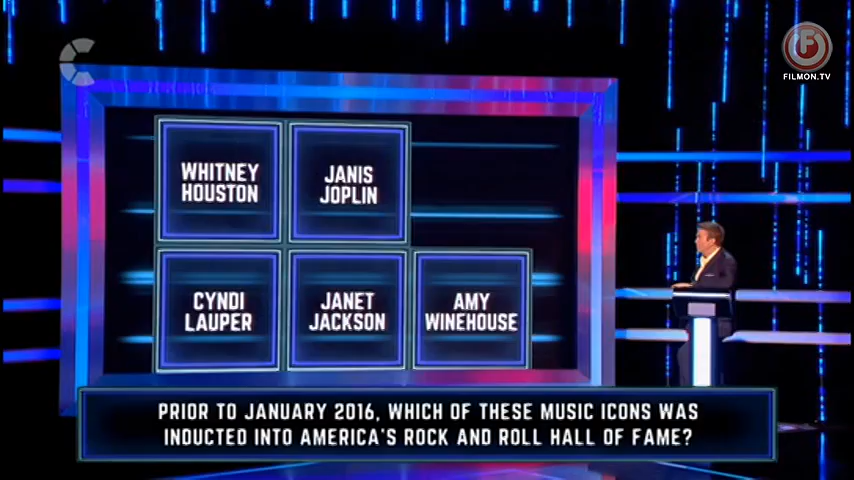 FILMON.TV
WHITNEY
HOUSTON
JANIS
JOPLIN
CYNDI
LAUPER
JANET
JACKSON
AMY
WINEHOUSE
PRIOR TO JANUARY 2016, WHICH OF THESE MUSIC ICONS WAS
INDUCTED INTO AMERICA'S ROCK AND ROLL HALL OF FAME?